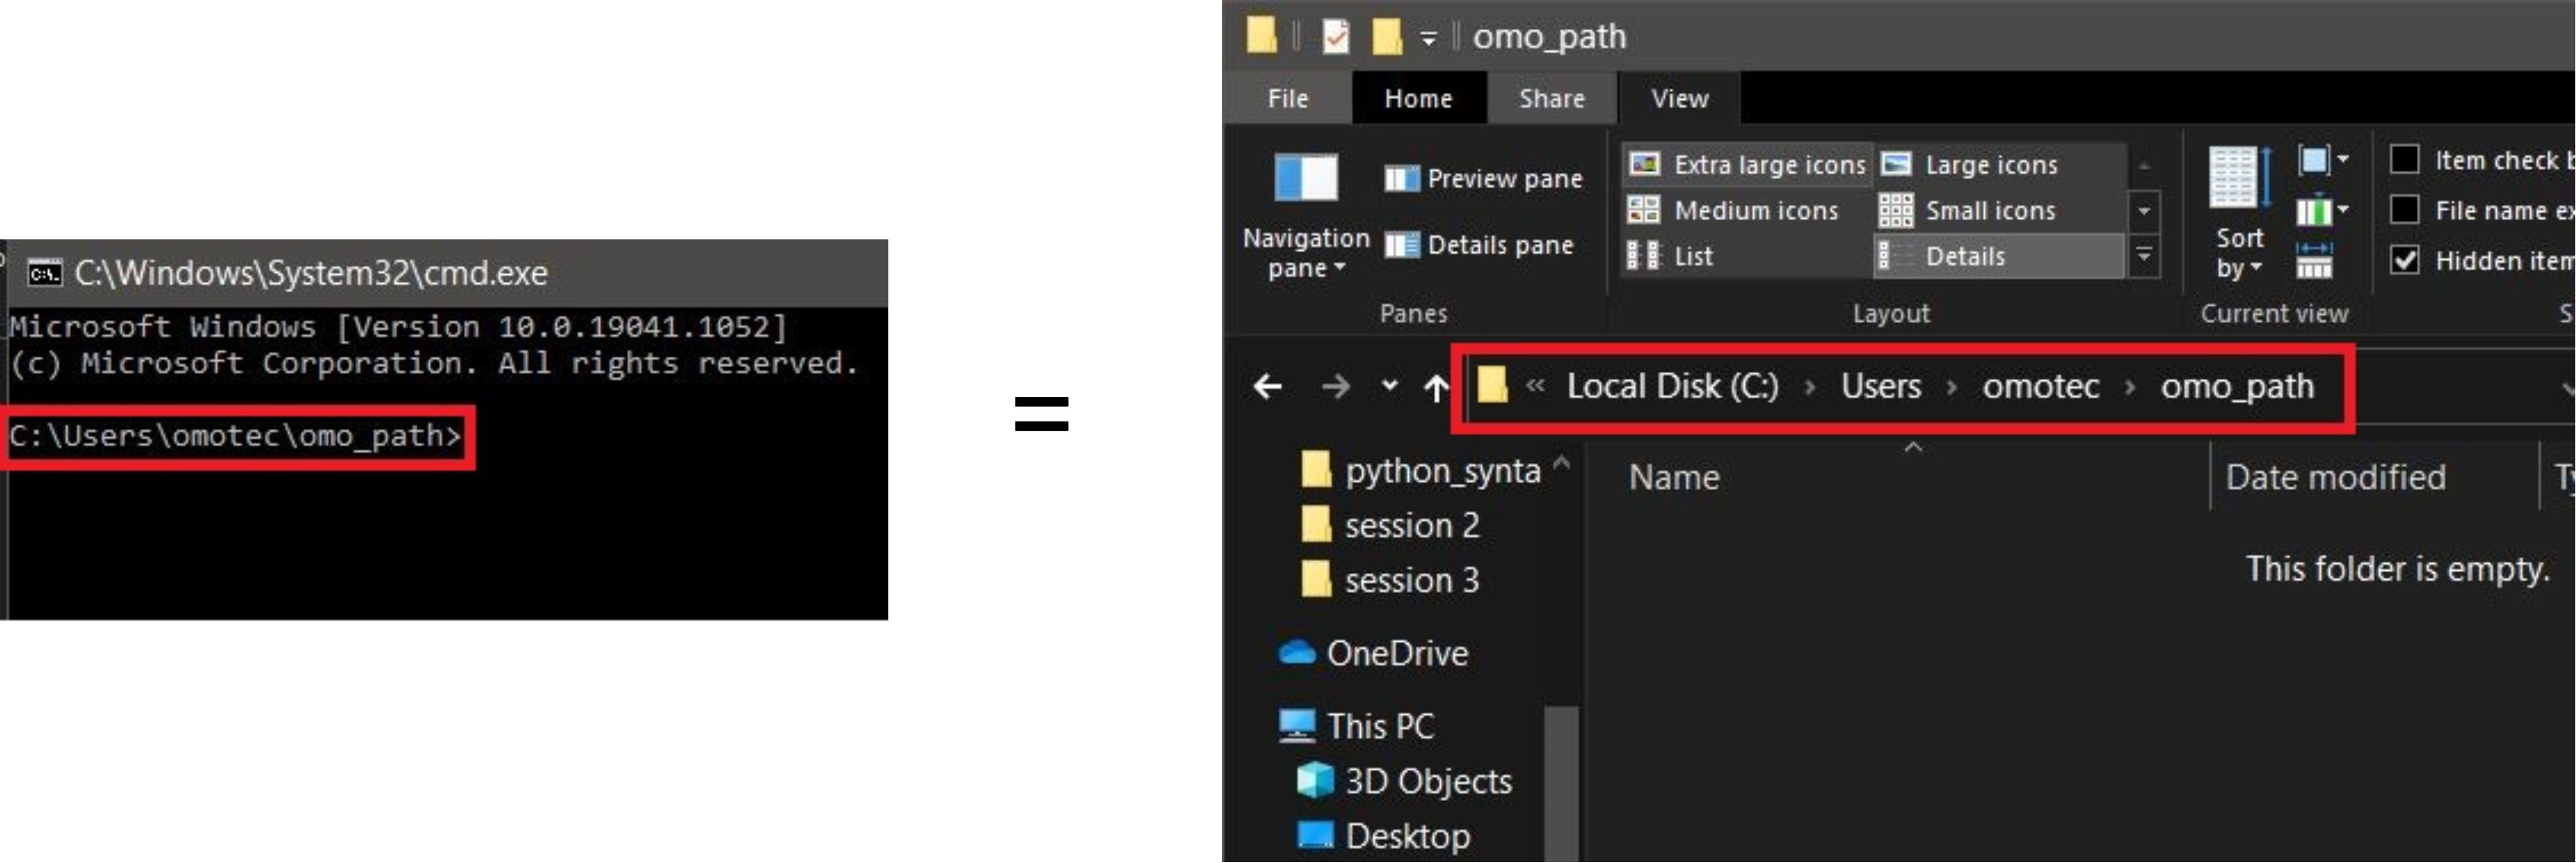 C:\Windows\System32\cmd.exe
Microsoft Windows [Version 10.0.19041.1052]
(c) Microsoft Corporation. All rights reserved.
C:\Users\omotec\omo_path>
=
omo_path
File Home Share View
Navigation pane
Preview pane
Details pane
Panes
Extra large icons Large icons
Medium icons Small icons
List Details
Layout
Sort by
Current view
Item check
File name
Hidden
« Local Disk (C:) › Users › omotec › omo_path
python_synta
session 2
session 3
OneDrive
This PC
3D Objects
Desktop
Name Date modified
This folder is empty.